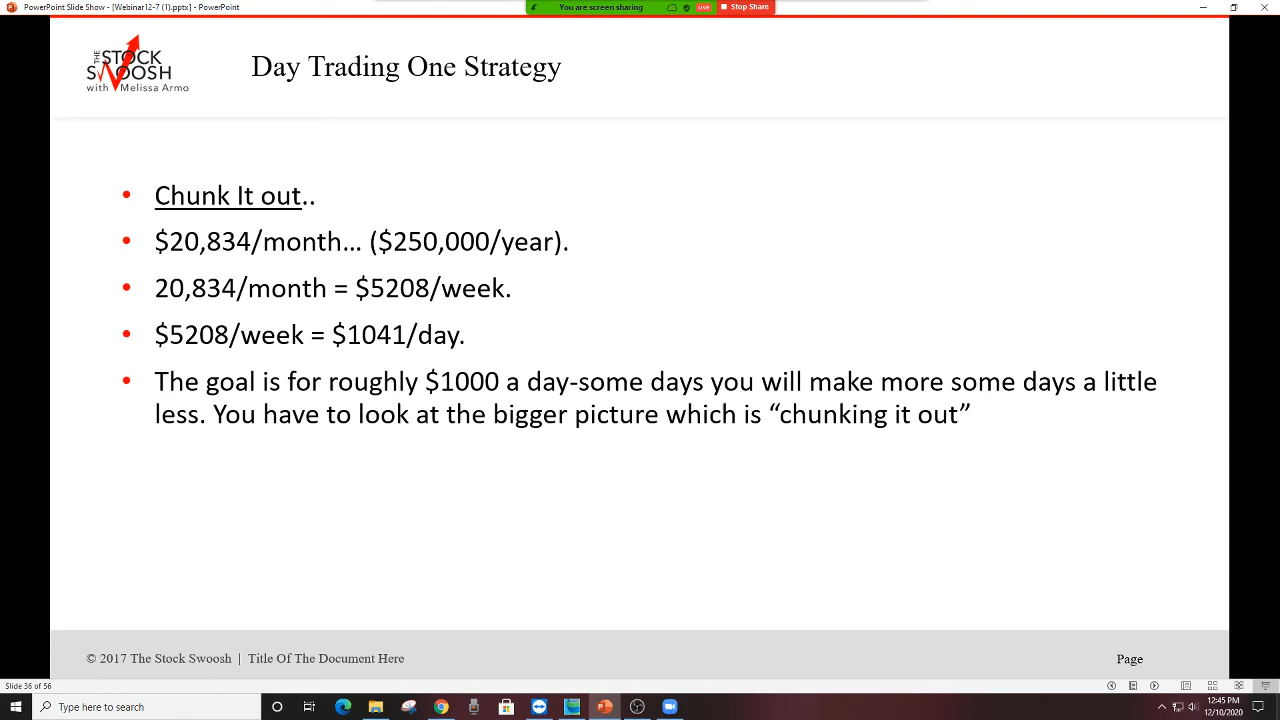 PowerPoint Slide Show - [Webinar12-7 (1).pptx] - PowerPoint
You are screen sharing
LIVE
Stop Share
THE STOCK
SWOOSH
with Melissa Armo
Day Trading One Strategy
• Chunk It out..
• $20,834/month... ($250,000/year).
• 20,834/month = $5208/week.
• $5208/week = $1041/day.
• The goal is for roughly $1000 a day-some days you will make more some days a little
less. You have to look at the bigger picture which is “chunking it out”
© 2017 The Stock Swoosh | Title Of The Document Here
Page
Slide 36 of 56
Type here to search
12:45 PM
12/10/2020